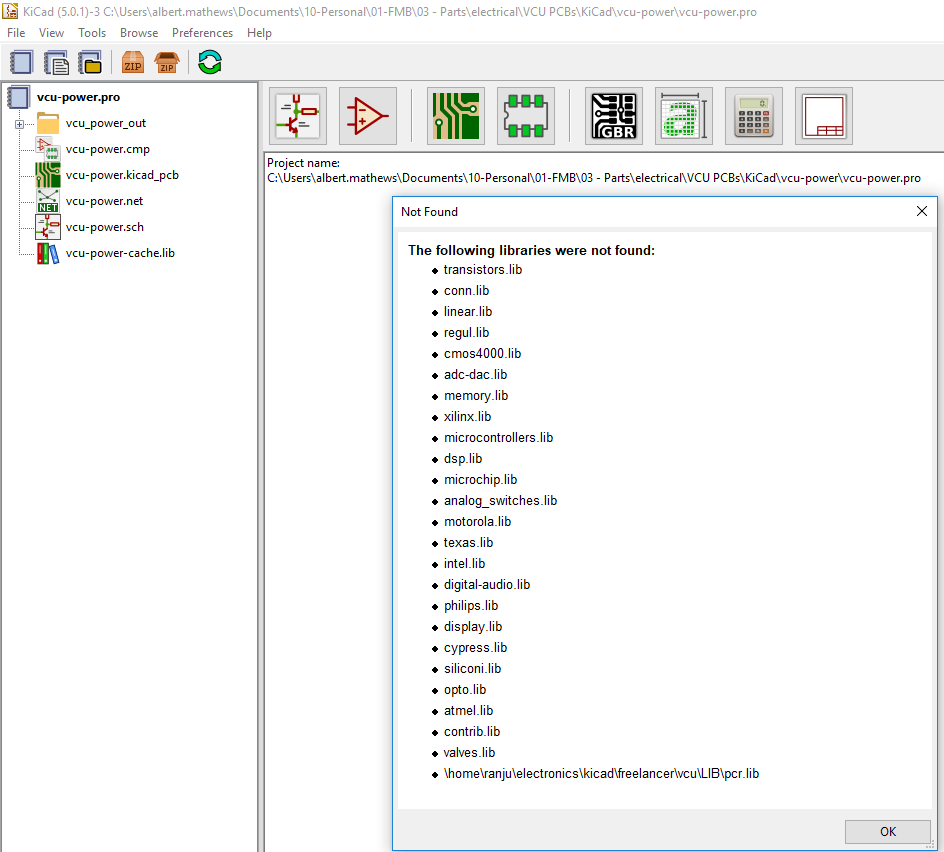 KiCad (5.0.1)-3 C:\Users\albert.mathews\Documents\10-Personal\01-FMB\03 - Parts\electrical\VCU PCBs\KiCad\vcu-power\vcu-power.pro
File View Tools Browse Preferences Help
ZIP ZIP GBR a
vcu-power.pro
vcu_power_out
vcu-power.cmp
vcu-power.kicad_pcb
NET vcu-power.net
vcu-power.sch
vcu-power-cache.lib
Project name:
C:\Users\albert.mathews\Documents\10-Personal\01-FMB\03 - Parts\electrical\VCU PCBs\KiCad\vcu-power\vcu-power.pro
Not Found
The following libraries were not found:
transistors.lib
conn.lib
linear.lib
regul.lib
cmos4000.lib
adc-dac.lib
memory.lib
xilinx.lib
microcontrollers.lib
dsp.lib
microchip.lib
analog_switches.lib
motorola.lib
texas.lib
intel.lib
digital-audio.lib
philips.lib
display.lib
cypress.lib
siliconi.lib
opto.lib
atmel.lib
contrib.lib
valves.lib
\home\ranju\electronics\kicad\freelancer\vcu\LIB\pcr.lib
OK